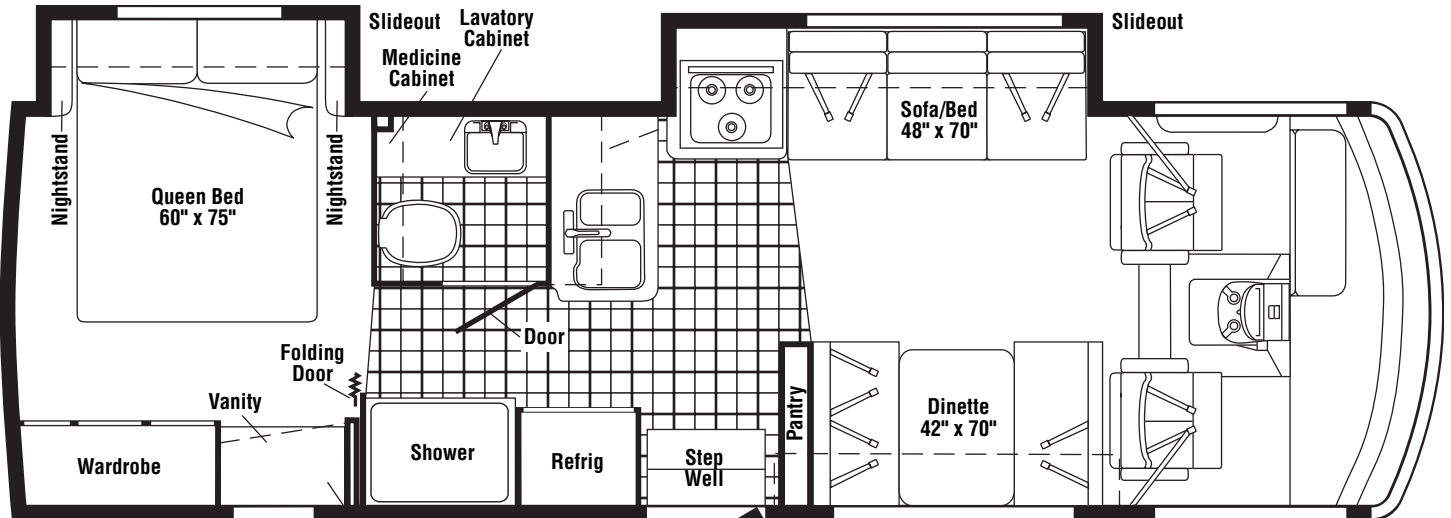 Slideout
Lavatory
Cabinet
Medicine
Cabinet
Slideout
Nightstand
Queen Bed
60" x 75"
Nightstand
Sofa/Bed
48" x 70"
Door
Folding
Door
Vanity
Wardrobe
Shower
Refrig
Step
Well
Pantry
Dinette
42" x 70"